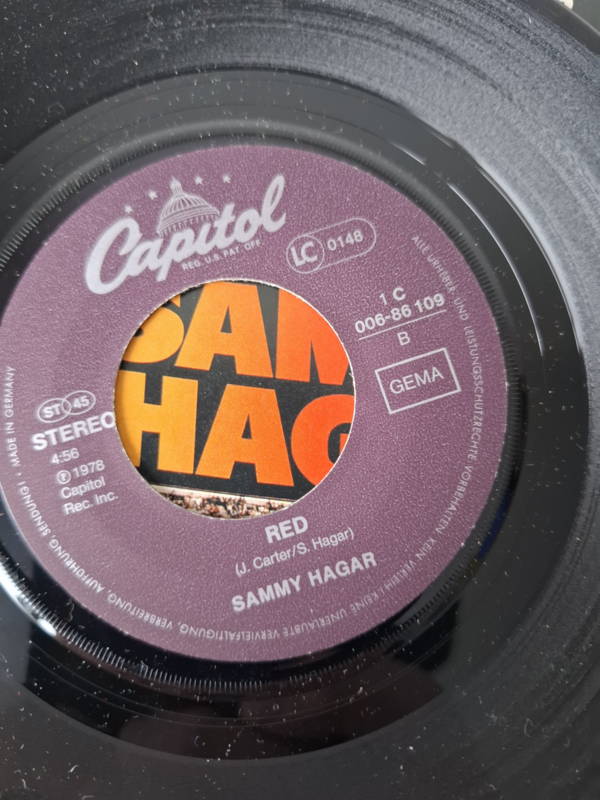 Capitol
REG. U.S. PAT. OFF.
LC 0148
1 C
006-86 109
B
GEMA
ST 45
STEREO
4:56
℗ 1978
Capitol
Rec. Inc.
SAM
HAG
RED
(J. Carter/S. Hagar)
SAMMY HAGAR
ALLE URHEBER- UND LEISTUNGSSCHUTZRECHTE VORBEHALTEN. KEIN VERLEIH! KEINE UNERLAUBTE VERVIELFÄLTIGUNG, VERBREITUNG, AUFFÜHRUNG, SENDUNG! • MADE IN GERMANY